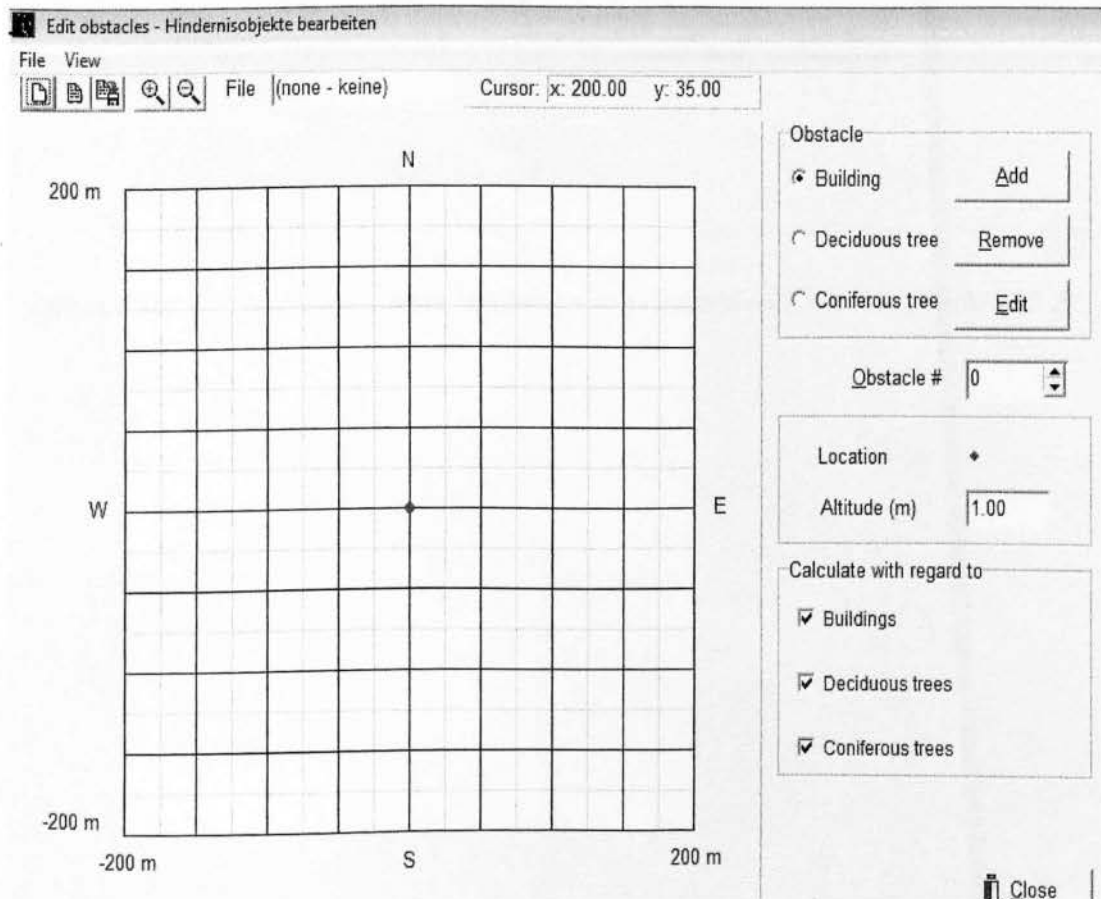 Edit obstacles - Hindernisobjekte bearbeiten
File View
File (none - keine) Cursor: x: 200.00 y: 35.00
N
200 m
W
E
-200 m
-200 m S 200 m
Obstacle
Building Add
Deciduous tree Remove
Coniferous tree Edit
Obstacle # 0
Location
Altitude (m) 1.00
Calculate with regard to
Buildings
Deciduous trees
Coniferous trees
Close